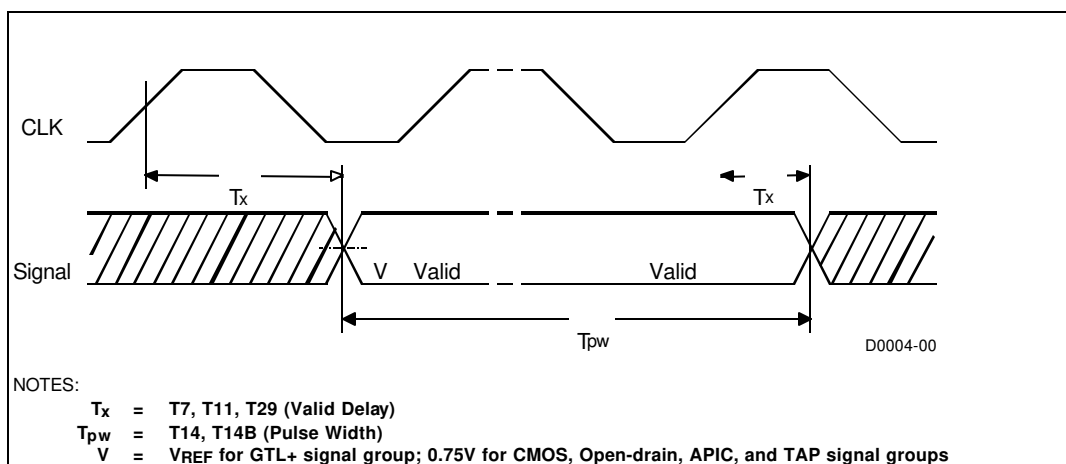 CLK
Tx Tx
Signal V Valid Valid
Tpw
D0004-00
NOTES:
Tx = T7, T11, T29 (Valid Delay)
Tpw = T14, T14B (Pulse Width)
V = VREF for GTL+ signal group; 0.75V for CMOS, Open-drain, APIC, and TAP signal groups